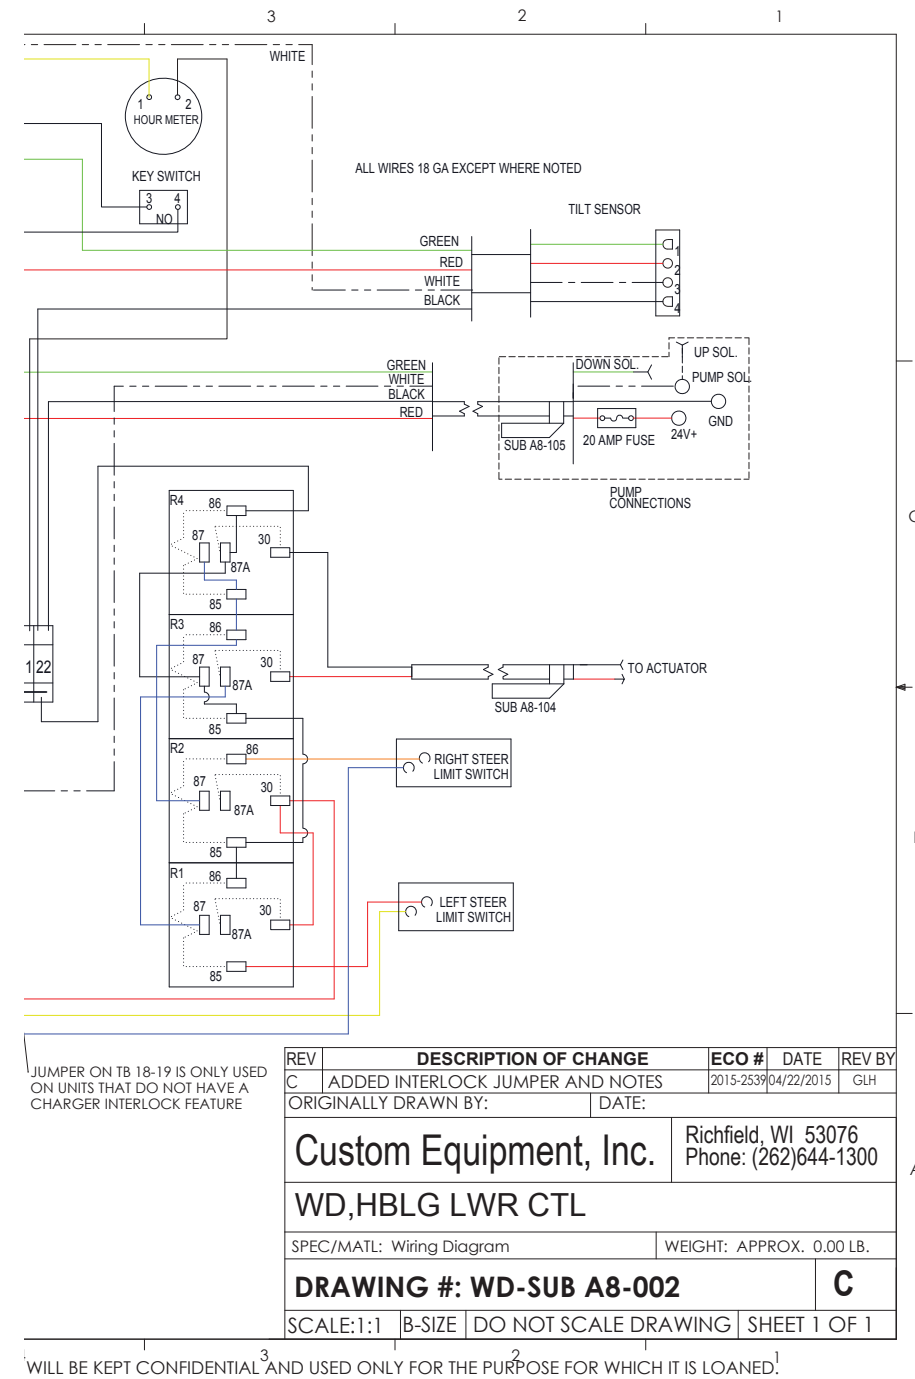 3 2 1
WHITE
1 2
HOUR METER
ALL WIRES 18 GA EXCEPT WHERE NOTED
KEY SWITCH
3 4
NO
TILT SENSOR
GREEN
1
RED
2
WHITE
3
BLACK
4
UP SOL.
GREEN
DOWN SOL.
WHITE
PUMP SOL.
BLACK
RED
GND
24V+
SUB A8-105
20 AMP FUSE
PUMP
CONNECTIONS
R4
86
87
30
87A
85
R3
86
87
30
87A
85
1 22
TO ACTUATOR
SUB A8-104
R2
86
RIGHT STEER
LIMIT SWITCH
87
30
87A
85
R1
86
87
30
87A
85
LEFT STEER
LIMIT SWITCH
JUMPER ON TB 18-19 IS ONLY USED
ON UNITS THAT DO NOT HAVE A
CHARGER INTERLOCK FEATURE
REV DESCRIPTION OF CHANGE ECO # DATE REV BY
C ADDED INTERLOCK JUMPER AND NOTES 2015-2539 04/22/2015 GLH
ORIGINALLY DRAWN BY: DATE:
Custom Equipment, Inc.
Richfield, WI 53076
Phone: (262)644-1300
WD,HBLG LWR CTL
SPEC/MATL: Wiring Diagram WEIGHT: APPROX. 0.00 LB.
DRAWING #: WD-SUB A8-002 C
SCALE:1:1 B-SIZE DO NOT SCALE DRAWING SHEET 1 OF 1
3 2 1
WILL BE KEPT CONFIDENTIAL AND USED ONLY FOR THE PURPOSE FOR WHICH IT IS LOANED.